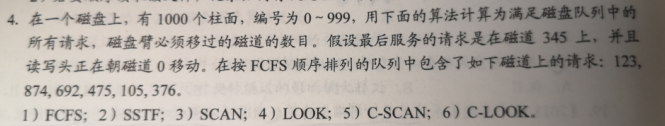 4. 在一个磁盘上，有 1000 个柱面，编号为 0~999，用下面的算法计算为满足磁盘队列中的
所有请求，磁盘臂必须移过的磁道的数目。假设最后服务的请求是在磁道 345 上，并且
读写头正在朝磁道 0 移动。在按 FCFS 顺序排列的队列中包含了如下磁道上的请求：123,
874, 692, 475, 105, 376.
1）FCFS；2）SSTF；3）SCAN；4）LOOK；5）C-SCAN；6）C-LOOK。